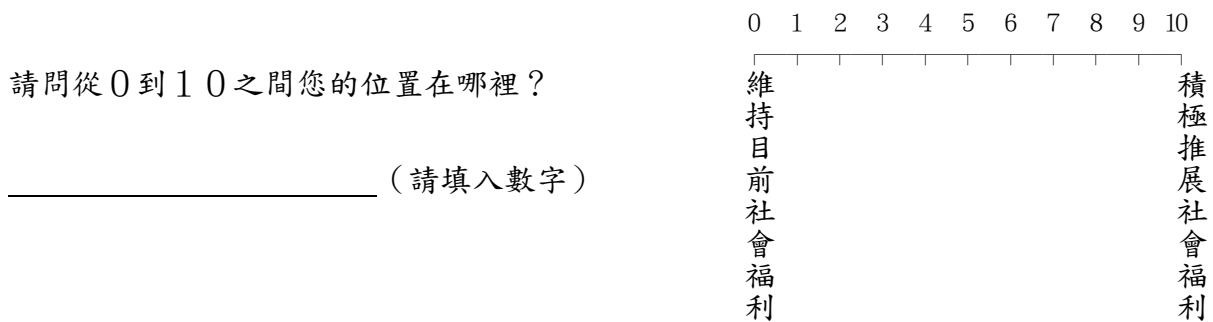 0 1 2 3 4 5 6 7 8 9 10
請問從０到１０之間您的位置在哪裡？
（請填入數字）
維持目前社會福利
積極推展社會福利